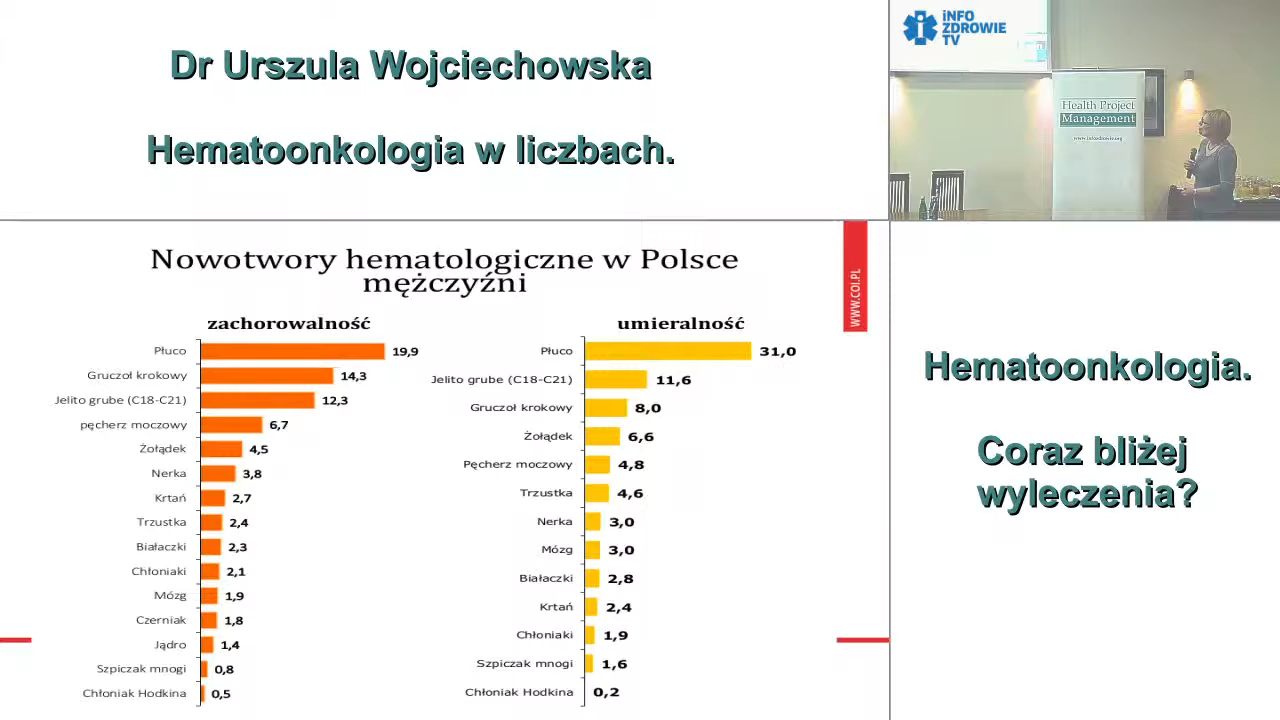 Dr Urszula Wojciechowska
Hematoonkologia w liczbach.
iNFO
ZDROWIE
TV
Health Project
Management
www.infozdrowie.org
Nowotwory hematologiczne w Polsce
mężczyźni
WWW.COI.PL
zachorowalność
Płuco 19,9
Gruczoł krokowy 14,3
Jelito grube (C18-C21) 12,3
pęcherz moczowy 6,7
Żołądek 4,5
Nerka 3,8
Krtań 2,7
Trzustka 2,4
Białaczki 2,3
Chłoniaki 2,1
Mózg 1,9
Czerniak 1,8
Jądro 1,4
Szpiczak mnogi 0,8
Chłoniak Hodkina 0,5
umieralność
Płuco 31,0
Jelito grube (C18-C21) 11,6
Gruczoł krokowy 8,0
Żołądek 6,6
Pęcherz moczowy 4,8
Trzustka 4,6
Nerka 3,0
Mózg 3,0
Białaczki 2,8
Krtań 2,4
Chłoniaki 1,9
Szpiczak mnogi 1,6
Chłoniak Hodkina 0,2
Hematoonkologia.
Coraz bliżej
wyleczenia?